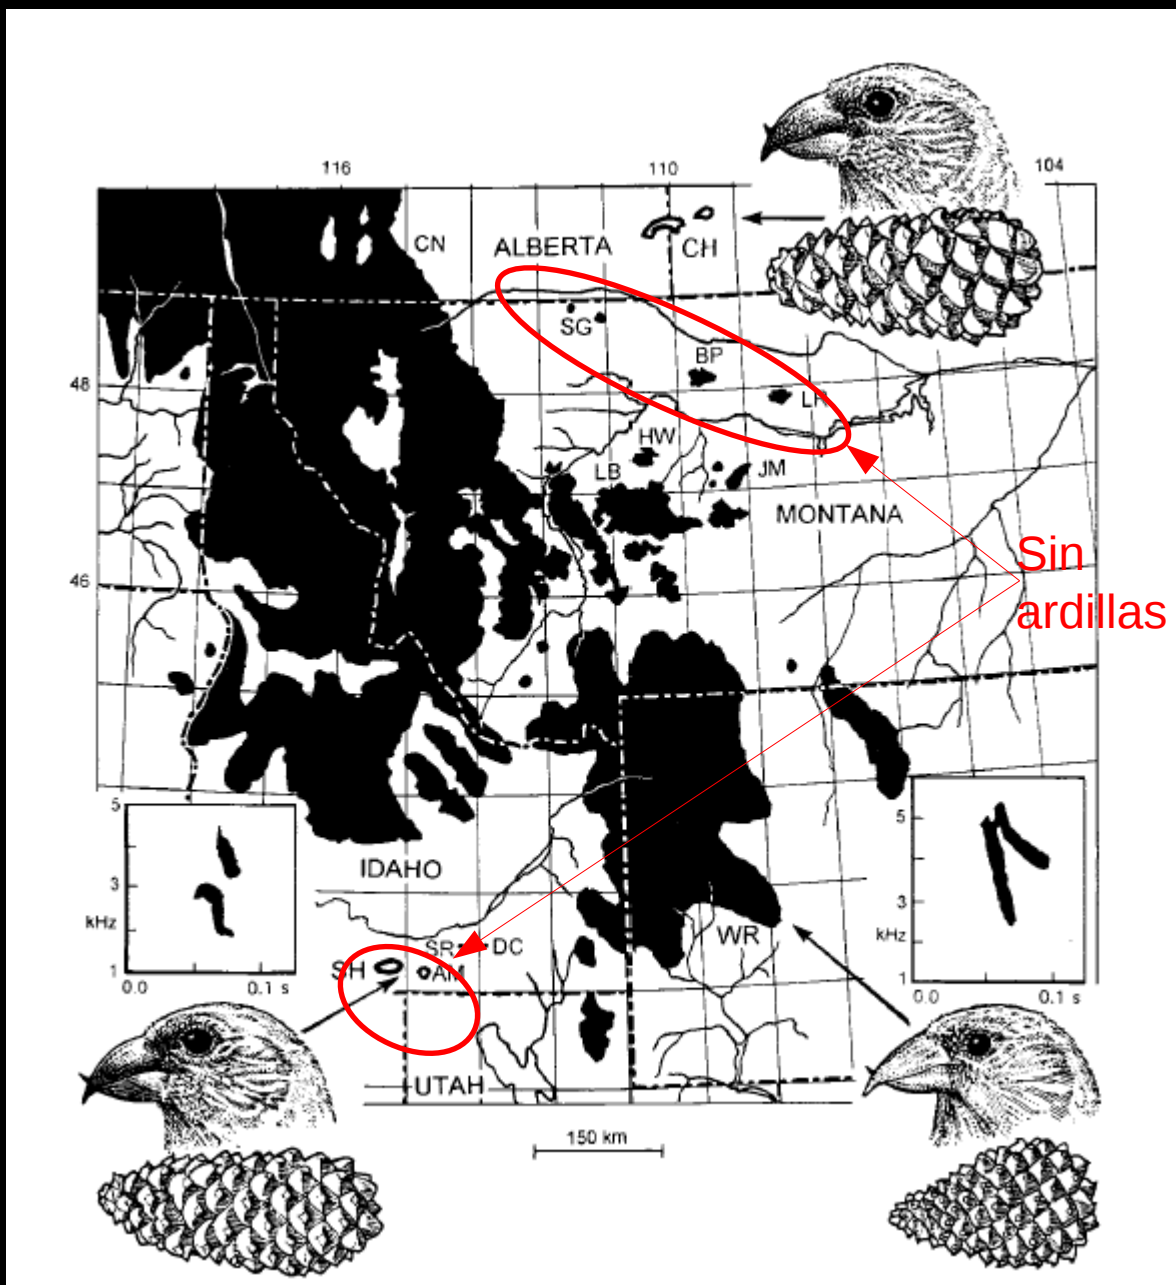 116
110
104
CN
ALBERTA
CH
SG
BP
48
LR
HW
LB
JM
MONTANA
46
Sin
ardillas
5
3
kHz
1
0.0
0.1 s
IDAHO
5
3
kHz
1
0.0
0.1 s
WR
SR
DC
SH
AM
UTAH
150 km